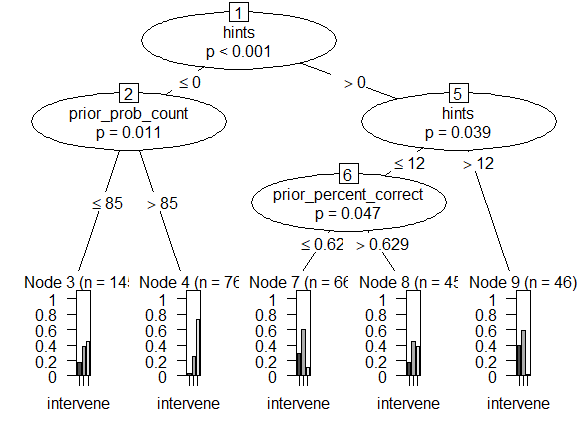 1
hints
p < 0.001
≤ 0
> 0
2
prior_prob_count
p = 0.011
5
hints
p = 0.039
≤ 12
> 12
6
prior_percent_correct
p = 0.047
≤ 85
> 85
≤ 0.62
> 0.629
Node 3 (n = 145
Node 4 (n = 76
Node 7 (n = 66
Node 8 (n = 45
Node 9 (n = 46)
1
0.8
0.6
0.4
0.2
0
1
0.8
0.6
0.4
0.2
0
1
0.8
0.6
0.4
0.2
0
1
0.8
0.6
0.4
0.2
0
1
0.8
0.6
0.4
0.2
0
intervene
intervene
intervene
intervene
intervene